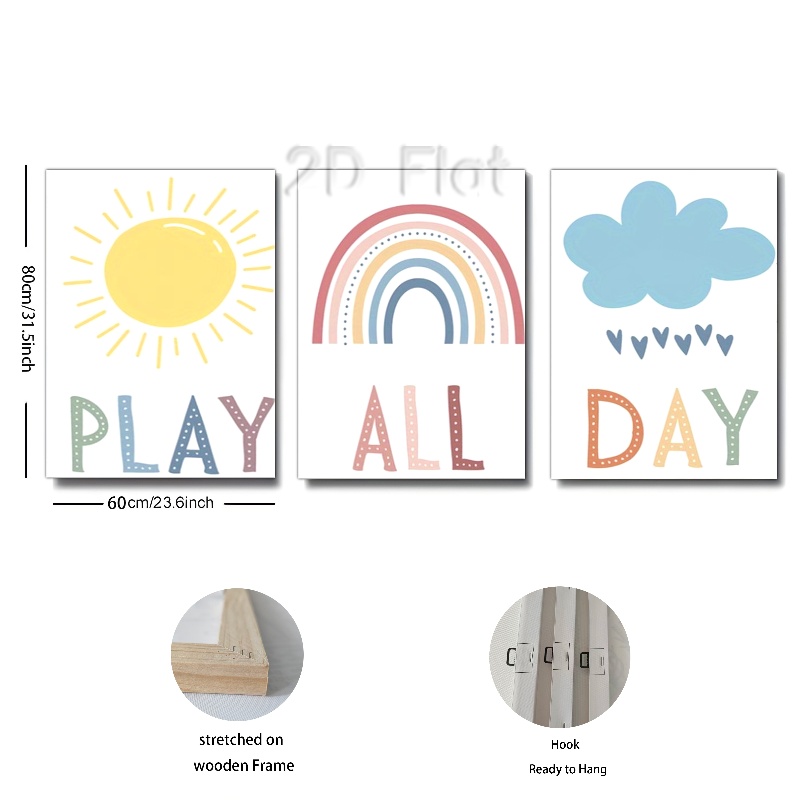 2D Flat
80cm/31.5inch
PLAY
ALL
DAY
60cm/23.6inch
stretched on
wooden Frame
Hook
Ready to Hang